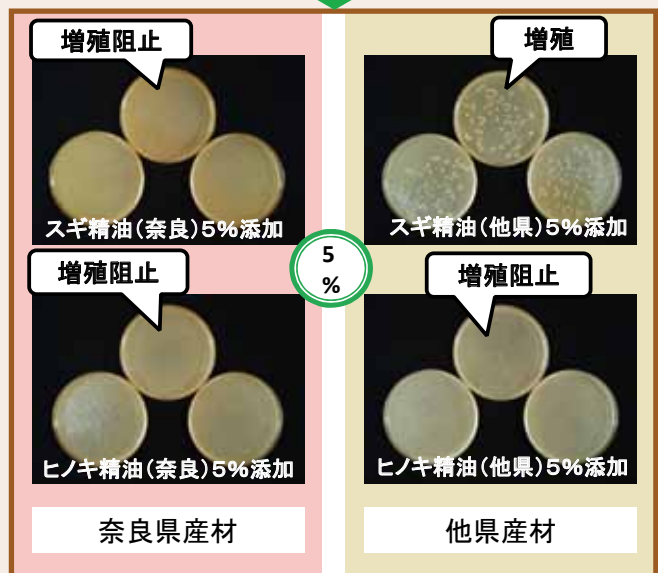 増殖阻止
増殖
スギ精油（奈良）5％添加
スギ精油（他県）5％添加
5
%
増殖阻止
増殖阻止
ヒノキ精油（奈良）5％添加
ヒノキ精油（他県）5％添加
奈良県産材
他県産材